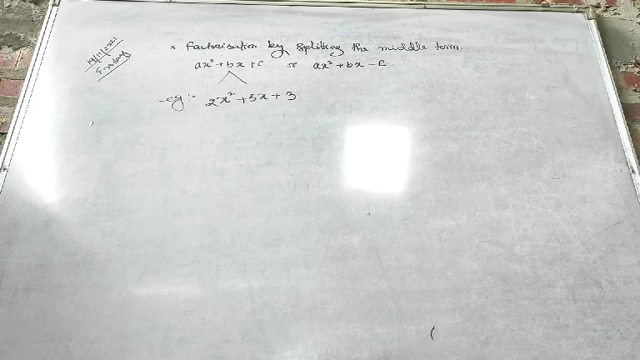 19/11/2021
Friday
* Factorisation by splitting the middle term.
ax² + bx + c or ax² + bx - c
eg:- 2x² + 5x + 3